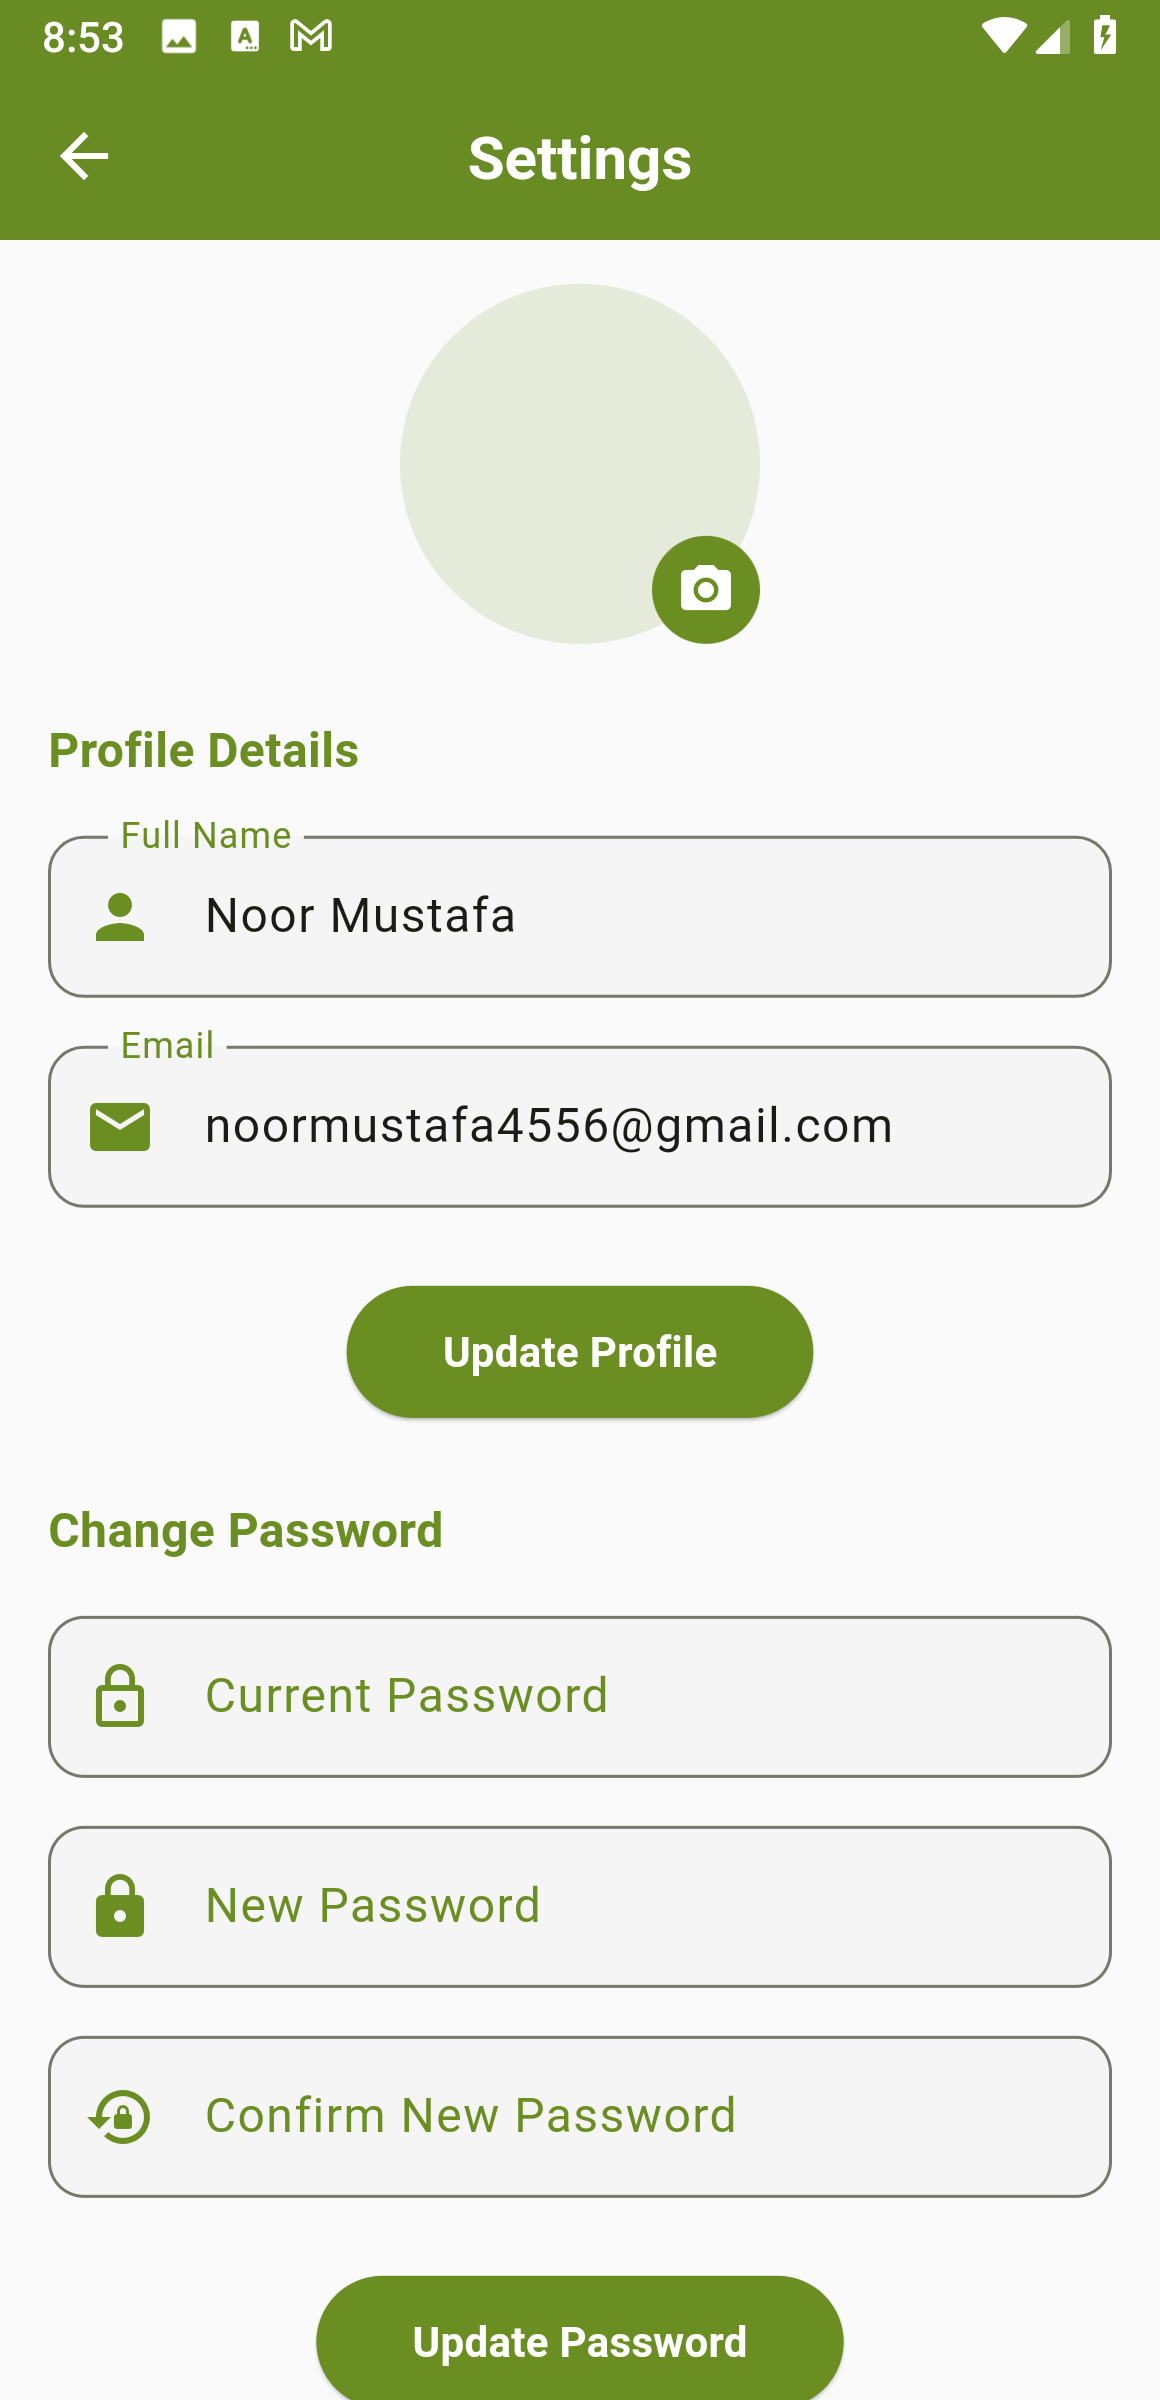 8:53
Settings
Profile Details
Full Name
Noor Mustafa
Email
noormustafa4556@gmail.com
Update Profile
Change Password
Current Password
New Password
Confirm New Password
Update Password